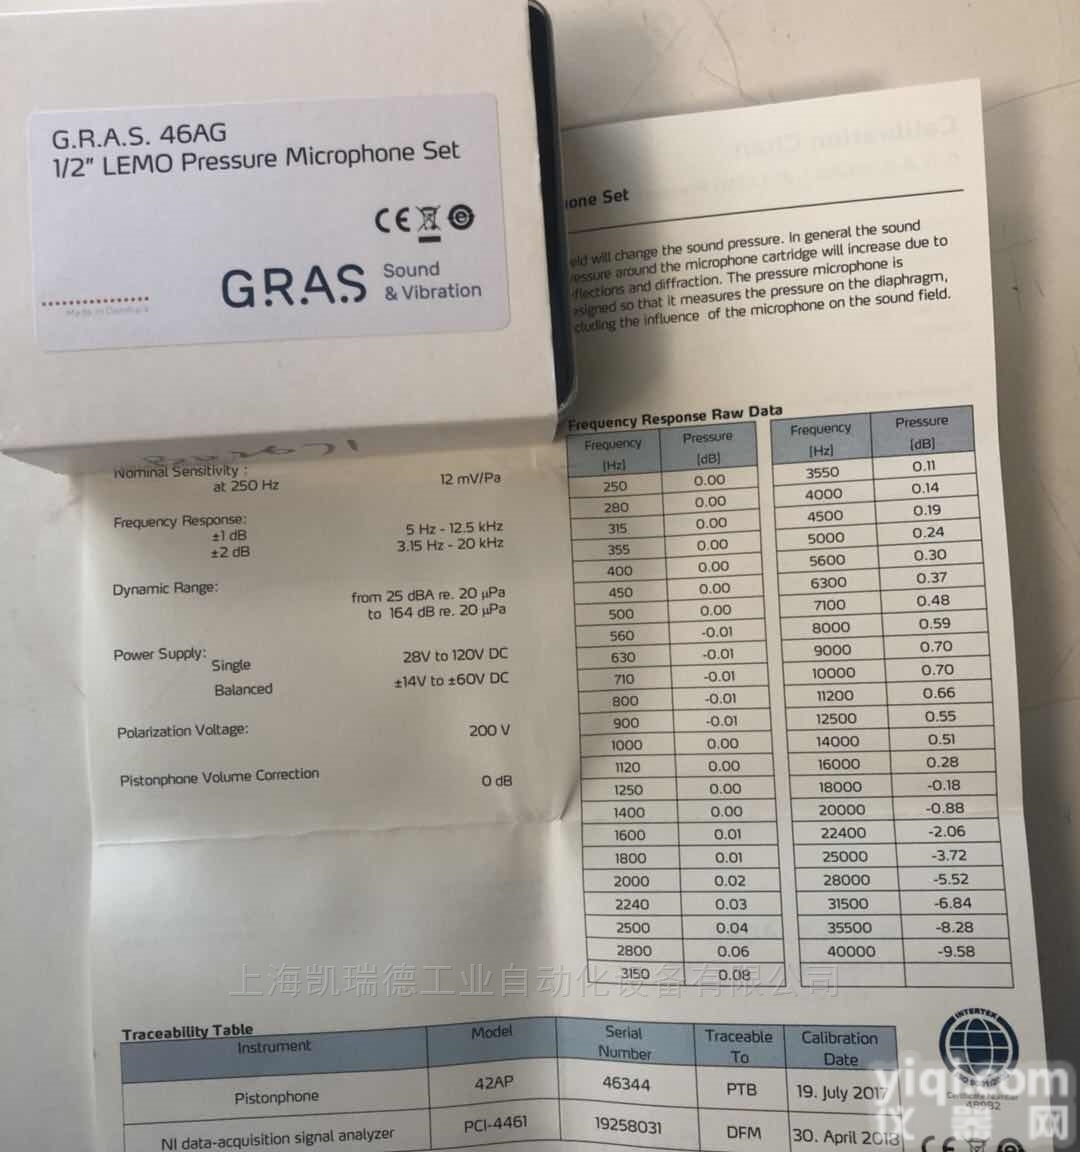 G.R.A.S. 46AG
1/2" LEMO Pressure Microphone Set
CE
G.R.A.S Sound
& Vibration
Made in Denmark
one Set
will change the sound pressure. In general the sound
around the microphone cartridge will increase due to
and diffraction. The pressure microphone is
so that it measures the pressure on the diaphragm,
the influence of the microphone on the sound field.
Nominal Sensitivity :
at 250 Hz 12 mV/Pa
Frequency Response:
±1 dB 5 Hz - 12.5 kHz
±2 dB 3.15 Hz - 20 kHz
Dynamic Range:
from 25 dBA re. 20 µPa
to 164 dB re. 20 µPa
Power Supply:
Single 28V to 120V DC
Balanced ±14V to ±60V DC
Polarization Voltage: 200 V
Pistonphone Volume Correction 0 dB
Frequency Response Raw Data
Frequency Pressure
[Hz] [dB]
250 0.00
280 0.00
315 0.00
355 0.00
400 0.00
450 0.00
500 0.00
560 -0.01
630 -0.01
710 -0.01
800 -0.01
900 -0.01
1000 0.00
1120 0.00
1250 0.00
1400 0.00
1600 0.01
1800 0.01
2000 0.02
2240 0.03
2500 0.04
2800 0.06
3150 0.08
Frequency Pressure
[Hz] [dB]
3550 0.11
4000 0.14
4500 0.19
5000 0.24
5600 0.30
6300 0.37
7100 0.48
8000 0.59
9000 0.70
10000 0.70
11200 0.66
12500 0.55
14000 0.51
16000 0.28
18000 -0.18
20000 -0.88
22400 -2.06
25000 -3.72
28000 -5.52
31500 -6.84
35500 -8.28
40000 -9.58
上海凯瑞德工业自动化设备有限公司
Traceability Table
Instrument Model Serial Number Traceable To Calibration Date
Pistonphone 42AP 46344 PTB 19. July 2017
NI data-acquisition signal analyzer PCI-4461 19258031 DFM 30. April 2018
INTERTEK
Certificate Number
yiqi.com
仪器网
CE